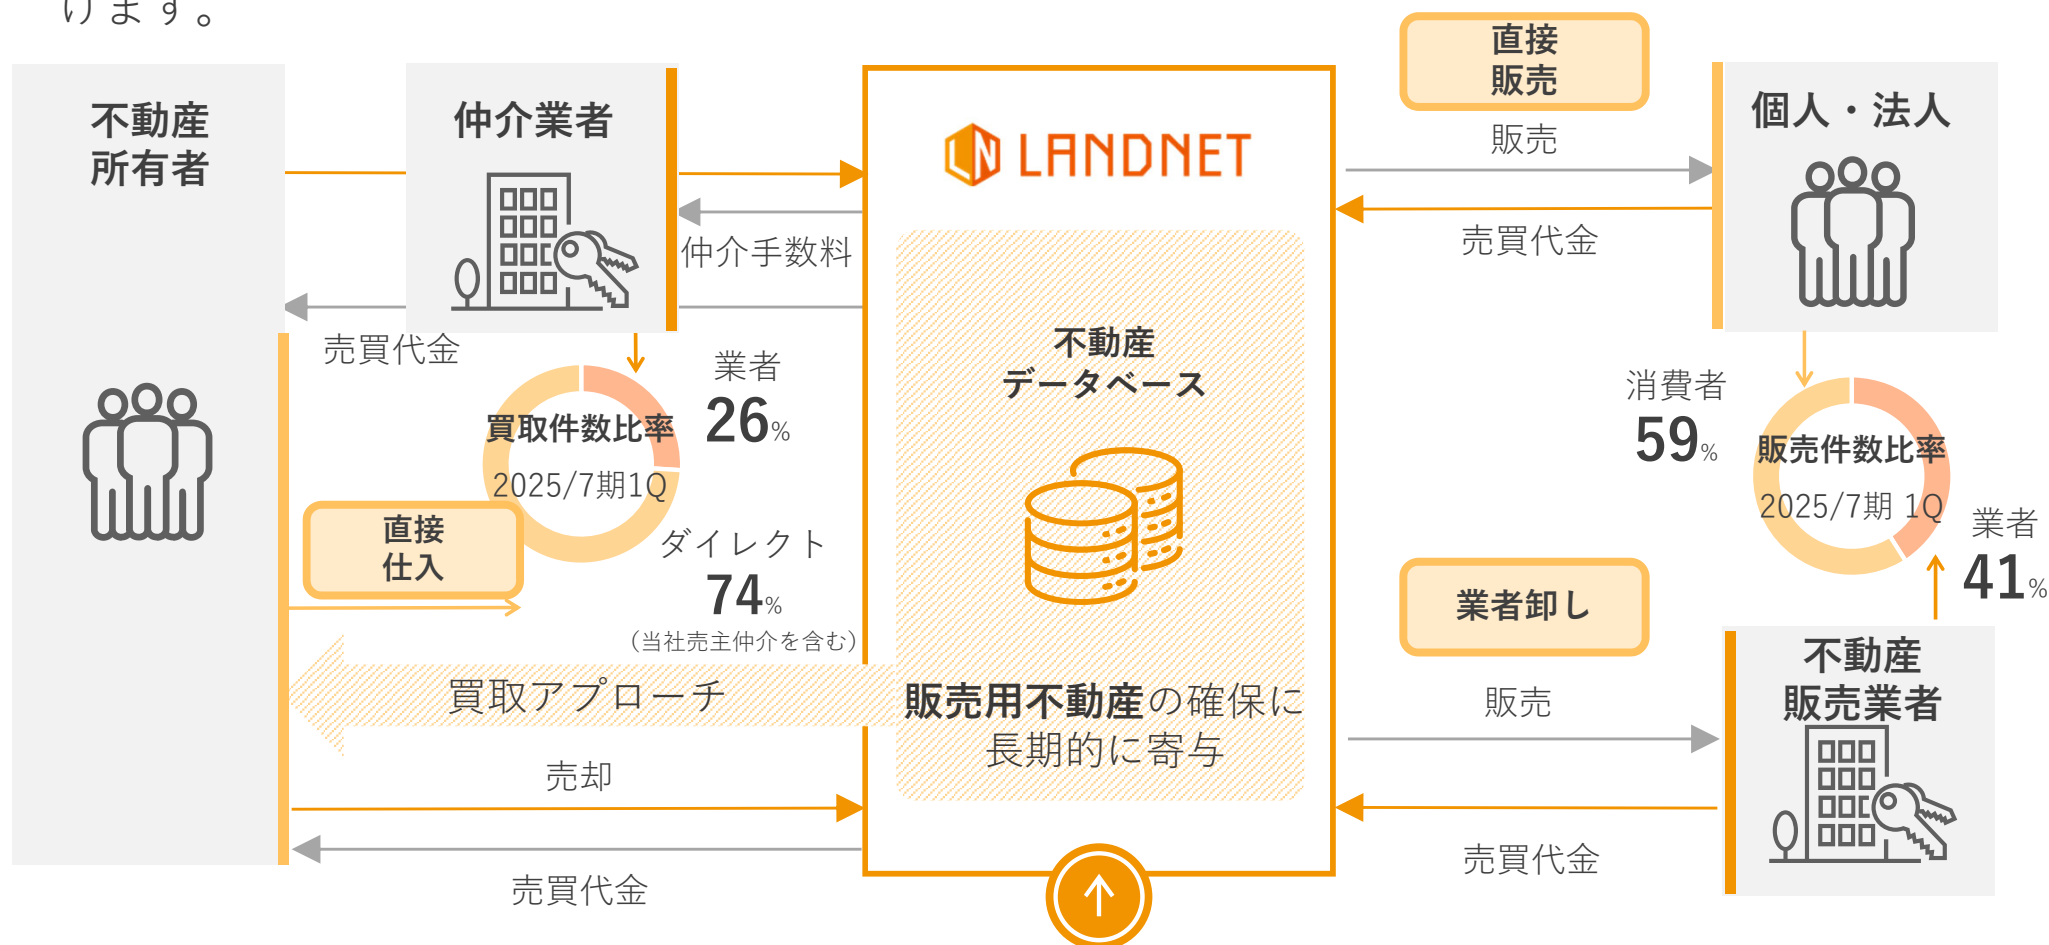 けます。
不動産
所有者
仲介業者
仲介手数料
売買代金
業者
26%
買取件数比率
2025/7期1Q
直接
仕入
ダイレクト
74%
（当社売主仲介を含む）
買取アプローチ
売却
売買代金
LANDNET
不動産
データベース
販売用不動産の確保に
長期的に寄与
直接
販売
販売
売買代金
個人・法人
消費者
59%
販売件数比率
2025/7期 1Q
業者
41%
業者卸し
販売
売買代金
不動産
販売業者